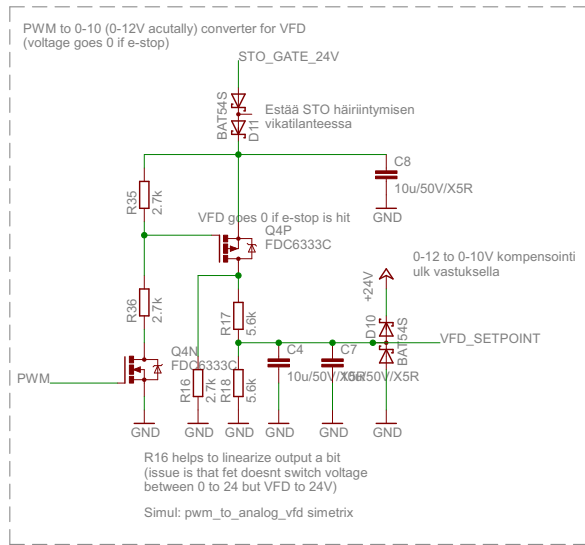 PWM to 0-10 (0-12V acutally) converter for VFD
(voltage goes 0 if e-stop)
STO_GATE_24V
BAT54S
D11
Estää STO häiriintymisen
vikatilanteessa
R35
2.7k
C8
10u/50V/X5R
GND
VFD goes 0 if e-stop is hit
Q4P
FDC6333C
0-12 to 0-10V kompensointi
ulk vastuksella
+24V
R36
2.7k
R17
5.6k
D10
BAT54S
VFD_SETPOINT
Q4N
FDC6333C
PWM
R16
2.7k
R18
5.6k
C4
10u/50V/X5R
C7
10u/50V/X5R
GND
GND
GND
GND
GND
GND
R16 helps to linearize output a bit
(issue is that fet doesnt switch voltage
between 0 to 24 but VFD to 24V)
Simul: pwm_to_analog_vfd simetrix